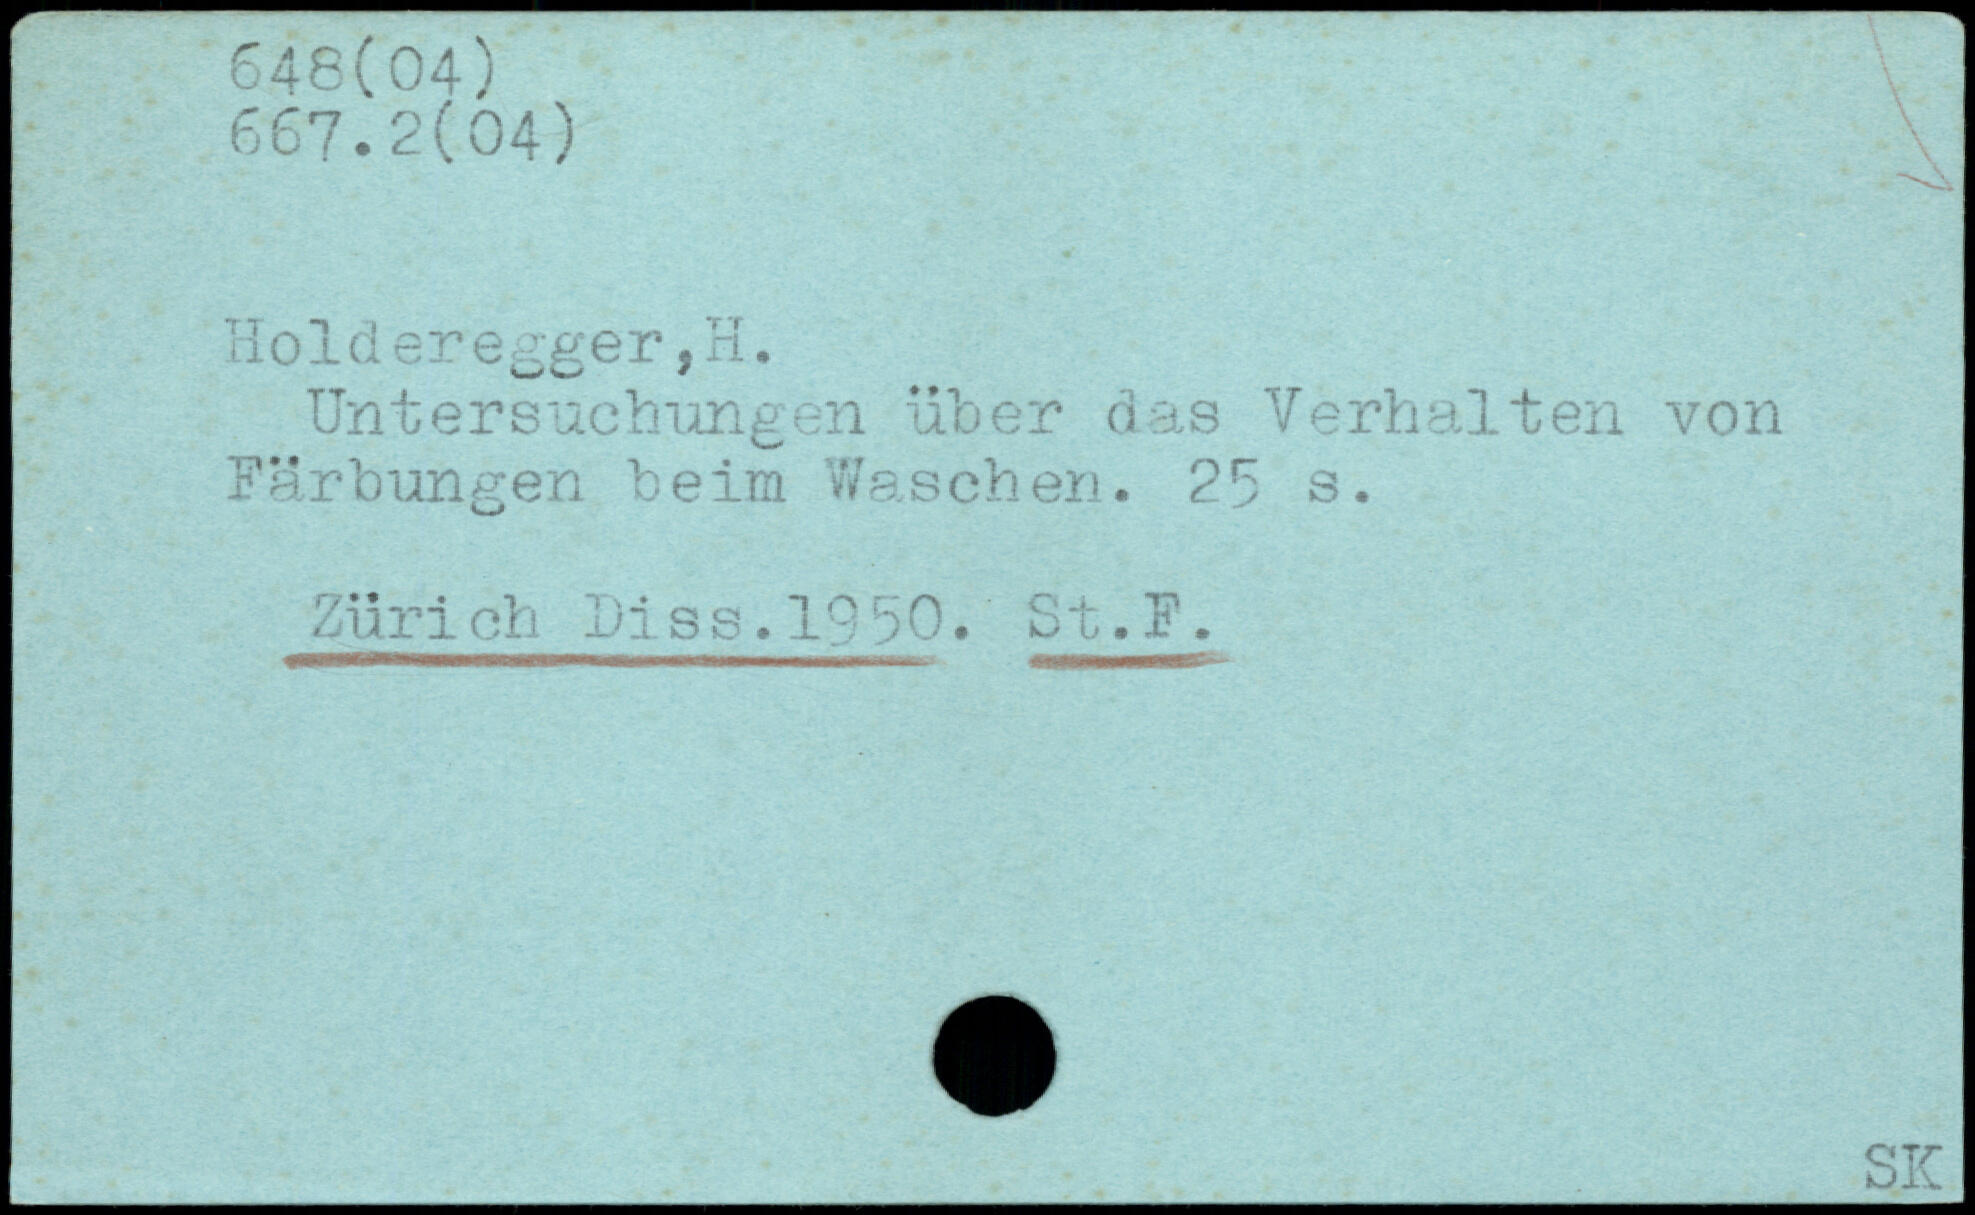 648(04)
667.2(04)
Holderegger,H.
Untersuchungen über das Verhalten von
Färbungen beim Waschen. 25 s.
Zürich Diss.1950. St.F.
SK